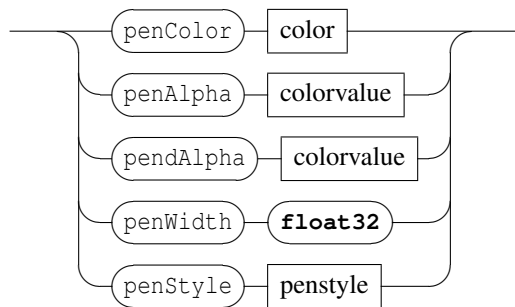 penColor color
penAlpha colorvalue
pendAlpha colorvalue
penWidth float32
penStyle penstyle